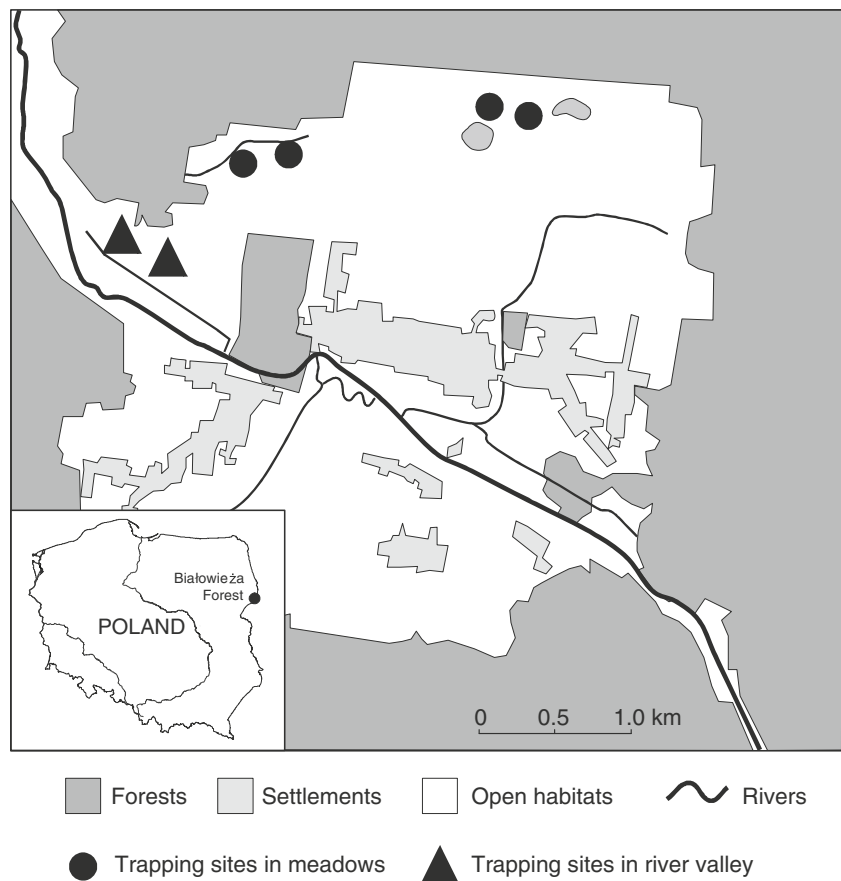 Białowieża
Forest
POLAND
0 0.5 1.0 km
Forests Settlements Open habitats Rivers
Trapping sites in meadows Trapping sites in river valley